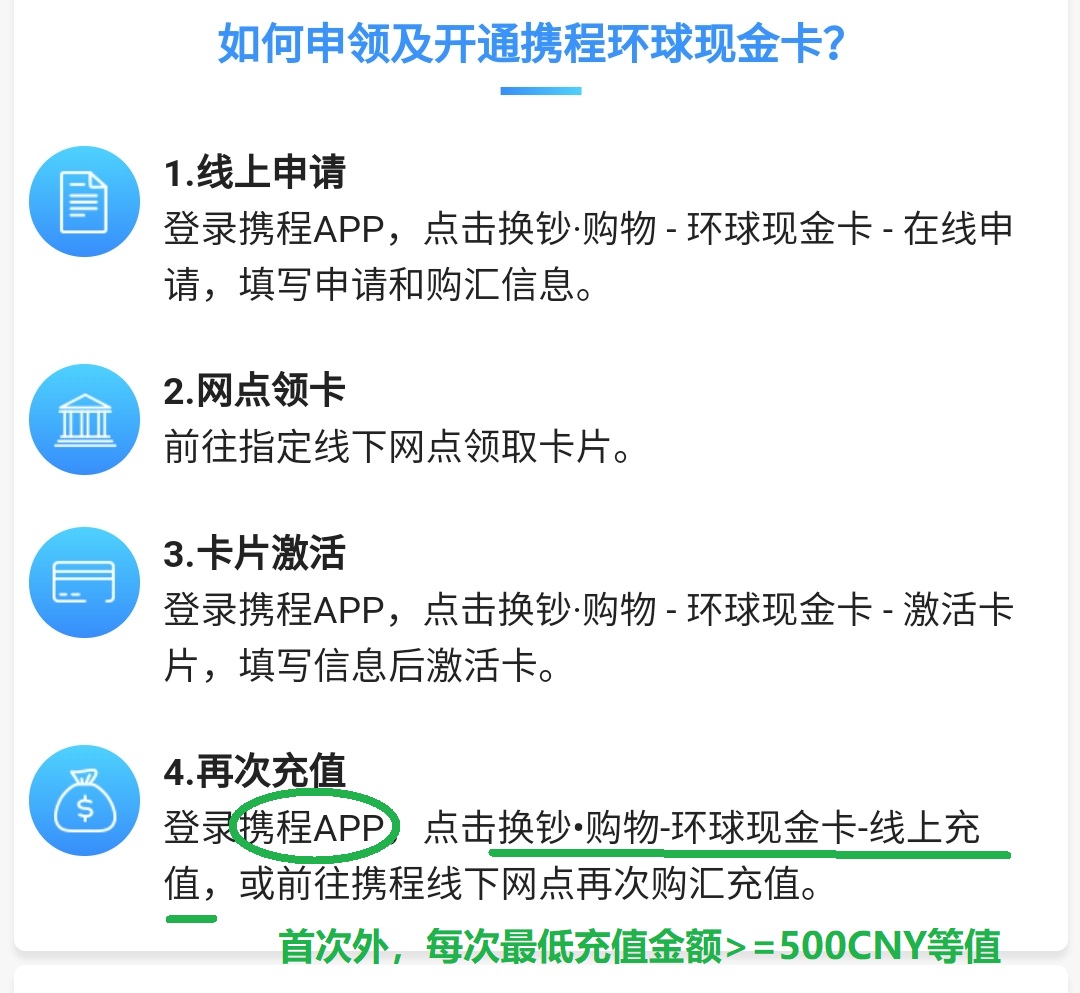 如何申领及开通携程环球现金卡？
1.线上申请
登录携程APP，点击换钞·购物 - 环球现金卡 - 在线申
请，填写申请和购汇信息。
2.网点领卡
前往指定线下网点领取卡片。
3.卡片激活
登录携程APP，点击换钞·购物 - 环球现金卡 - 激活卡
片，填写信息后激活卡。
4.再次充值
登录携程APP，点击换钞•购物-环球现金卡-线上充
值，或前往携程线下网点再次购汇充值。
首次外，每次最低充值金额>=500CNY等值